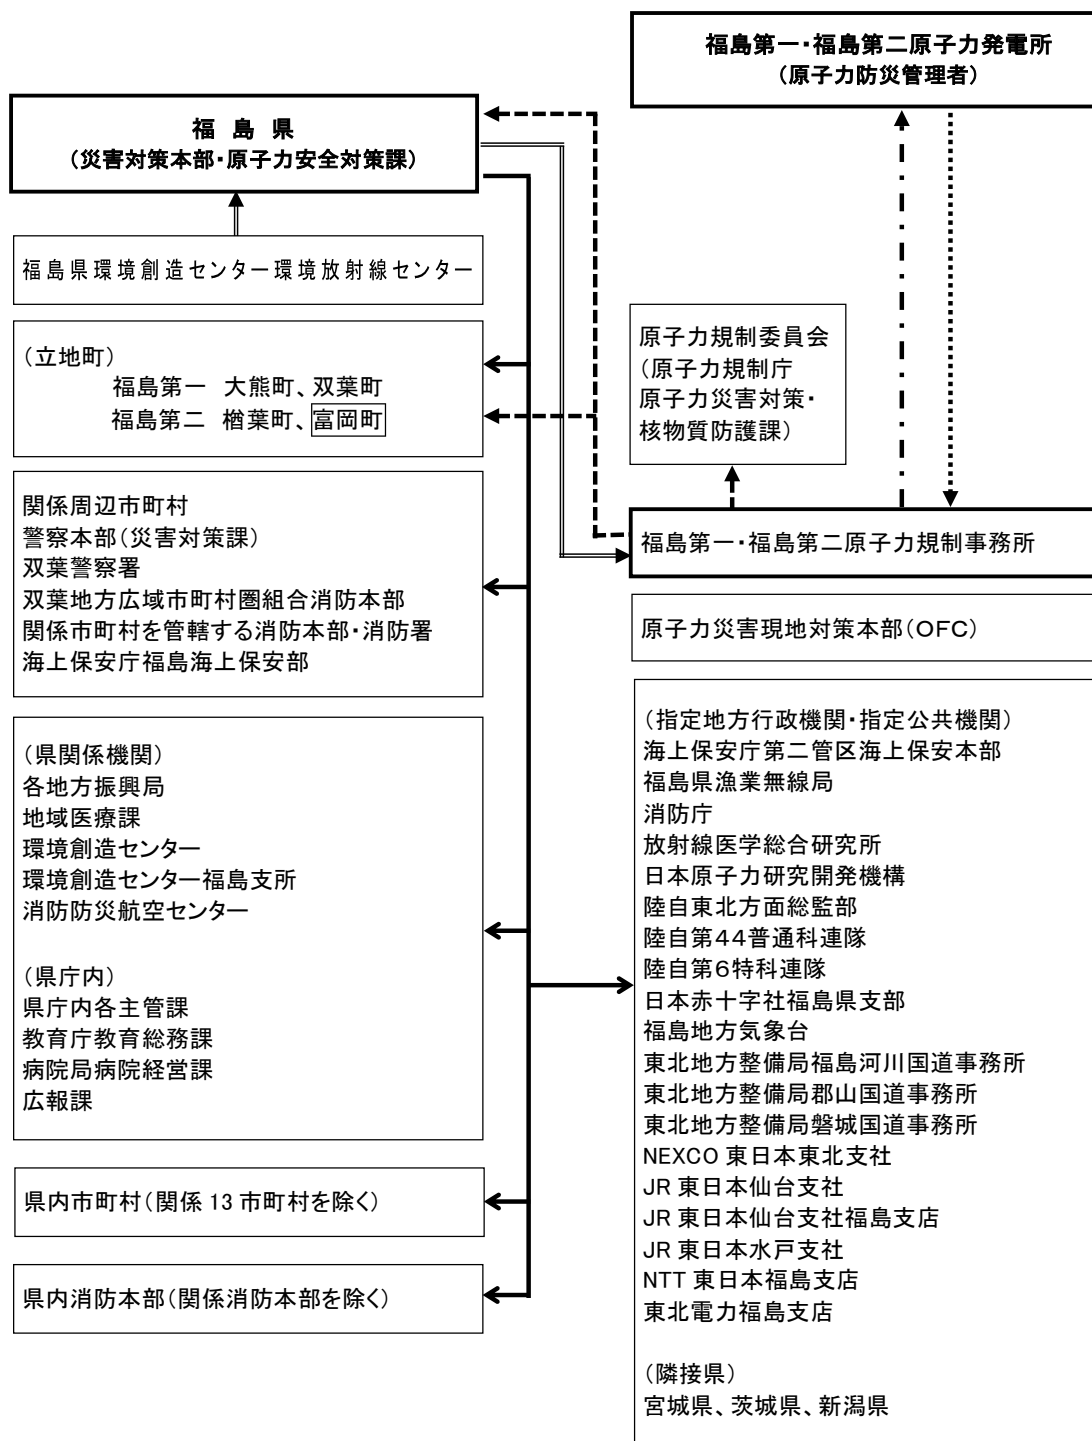 福島第一・福島第二原子力発電所
（原子力防災管理者）
福 島 県
（災害対策本部・原子力安全対策課）
福島県環境創造センター環境放射線センター
（立地町）
福島第一 大熊町、双葉町
福島第二 楢葉町、富岡町
関係周辺市町村
警察本部（災害対策課）
双葉警察署
双葉地方広域市町村圏組合消防本部
関係市町村を管轄する消防本部・消防署
海上保安庁福島海上保安部
（県関係機関）
各地方振興局
地域医療課
環境創造センター
環境創造センター福島支所
消防防災航空センター
（県庁内）
県庁内各主管課
教育庁教育総務課
病院局病院経営課
広報課
県内市町村（関係 13 市町村を除く）
県内消防本部（関係消防本部を除く）
原子力規制委員会
（原子力規制庁
原子力災害対策・
核物質防護課）
福島第一・福島第二原子力規制事務所
原子力災害現地対策本部（OFC）
（指定地方行政機関・指定公共機関）
海上保安庁第二管区海上保安本部
福島県漁業無線局
消防庁
放射線医学総合研究所
日本原子力研究開発機構
陸自東北方面総監部
陸自第44普通科連隊
陸自第6特科連隊
日本赤十字社福島県支部
福島地方気象台
東北地方整備局福島河川国道事務所
東北地方整備局郡山国道事務所
東北地方整備局磐城国道事務所
NEXCO 東日本東北支社
JR 東日本仙台支社
JR 東日本仙台支社福島支店
JR 東日本水戸支社
NTT 東日本福島支店
東北電力福島支店
（隣接県）
宮城県、茨城県、新潟県